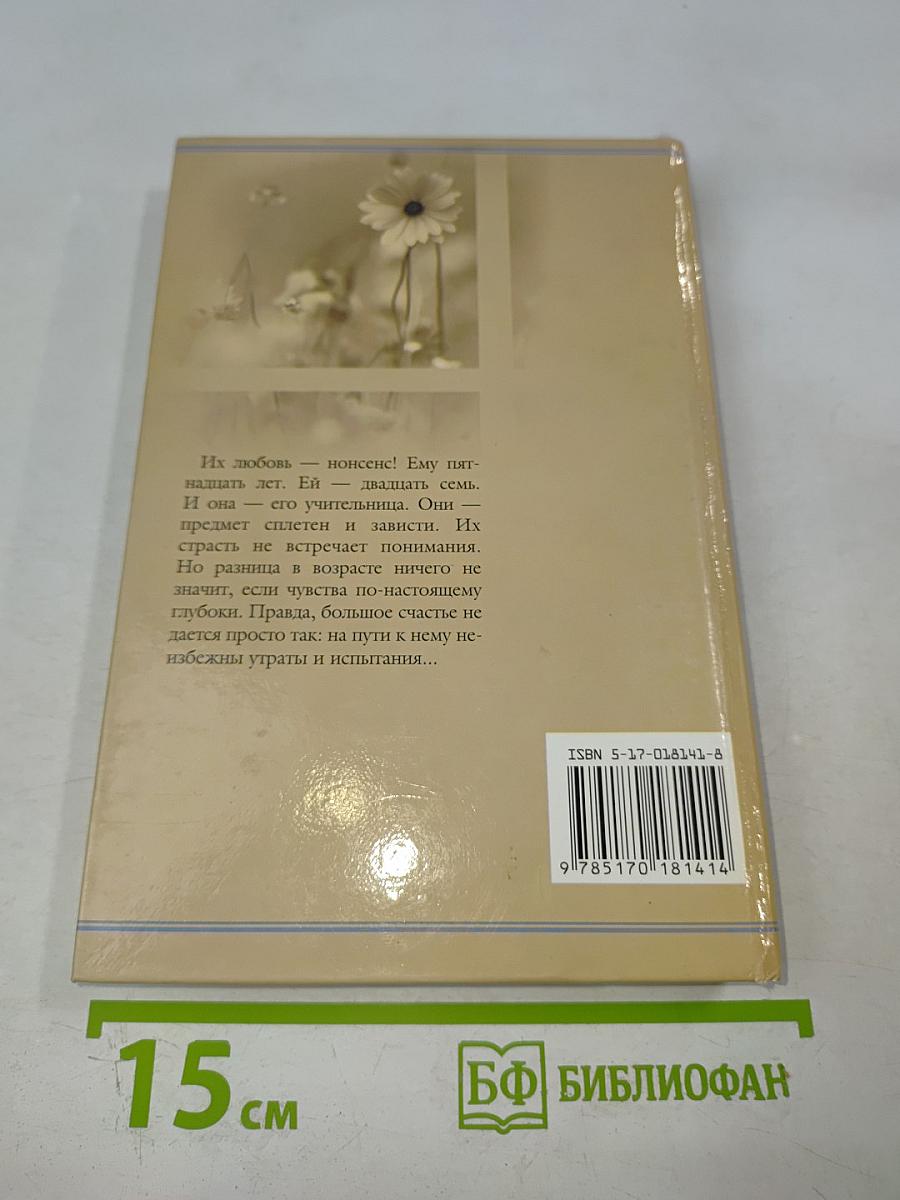 Их любовь — нонсенс! Ему пят-
надцать лет. Ей — двадцать семь.
И она — его учительница. Они —
предмет сплетен и зависти. Их
страсть не встречает понимания.
Но разница в возрасте ничего не
значит, если чувства по-настоящему
глубоки. Правда, большое счастье не
дается просто так: на пути к нему не-
избежны утраты и испытания...
ISBN 5-17-018141-8
9 785170 181414
15 см
БФ БИБЛИОФАН